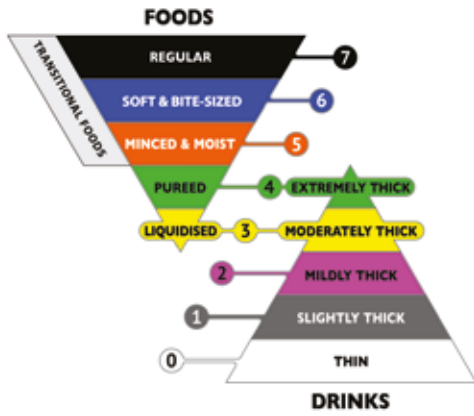 FOODS
TRANSITIONAL FOODS
REGULAR 7
SOFT & BITE-SIZED 6
MINCED & MOIST 5
PUREED 4 EXTREMELY THICK
LIQUIDISED 3 MODERATELY THICK
2 MILDLY THICK
1 SLIGHTLY THICK
0 THIN
DRINKS